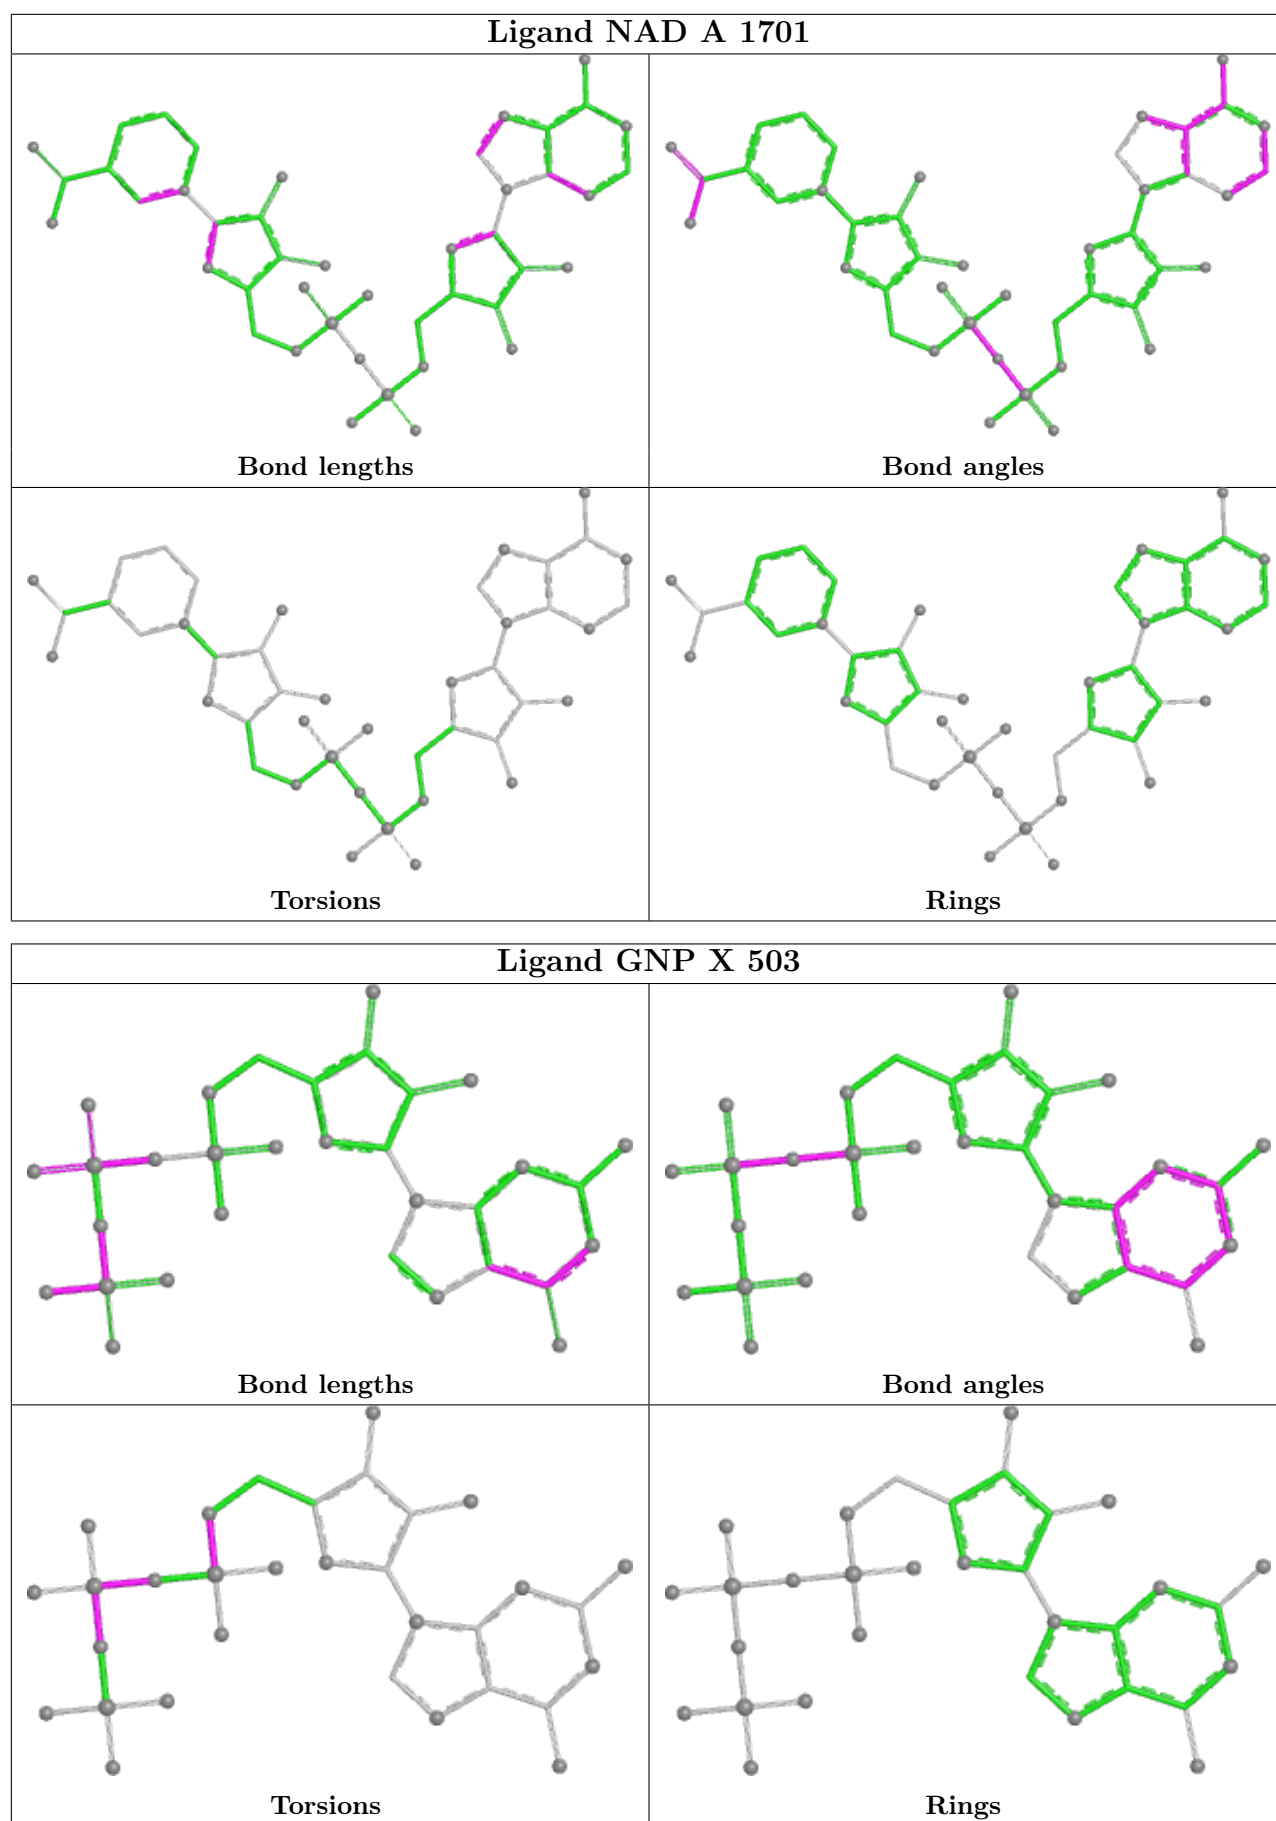 Ligand NAD A 1701
Bond lengths
Bond angles
Torsions
Rings
Ligand GNP X 503
Bond lengths
Bond angles
Torsions
Rings